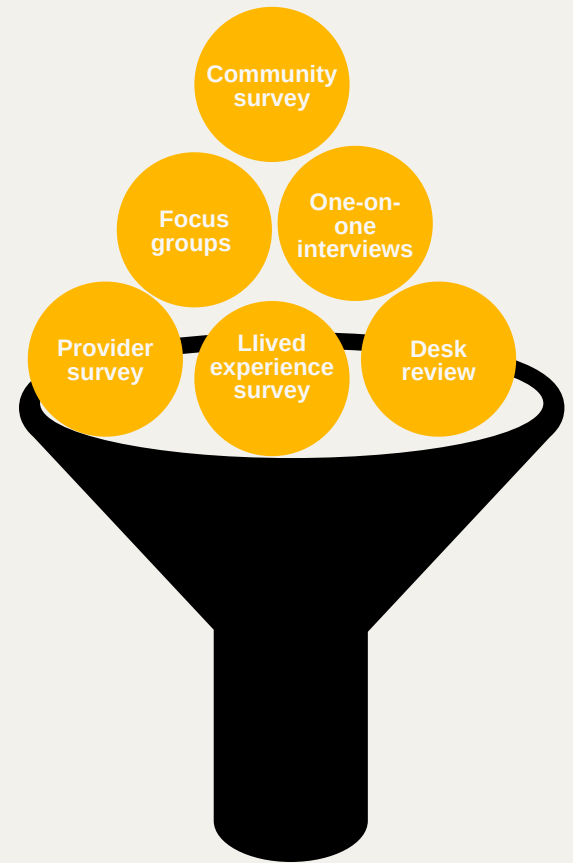 Community
survey
Focus
groups
One-on-
one
interviews
Provider
survey
Llived
experience
survey
Desk
review